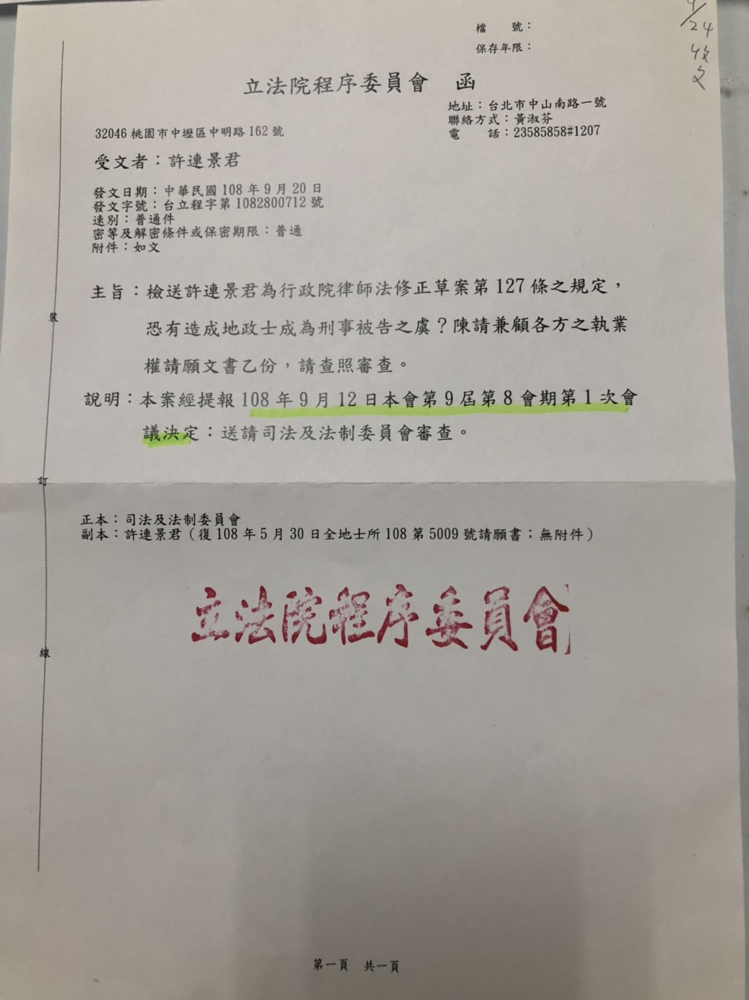 9/24
收
文
檔　　號：
保存年限：
立法院程序委員會　函
地址：台北市中山南路一號
聯絡方式：黃淑芬
電　　話：23585858#1207
32046 桃園市中壢區中明路 162 號
受文者：許連景君
發文日期：中華民國 108 年 9 月 20 日
發文字號：台立程字第 1082800712 號
速別：普通件
密等及解密條件或保密期限：普通
附件：如文
主旨：檢送許連景君為行政院律師法修正草案第 127 條之規定，
恐有造成地政士成為刑事被告之虞？陳請兼顧各方之執業
權請願文書乙份，請查照審查。
說明：本案經提報 108 年 9 月 12 日本會第 9 屆第 8 會期第 1 次會
議決定：送請司法及法制委員會審查。
裝
訂
線
正本：司法及法制委員會
副本：許連景君（復 108 年 5 月 30 日全地士所 108 第 5009 號請願書；無附件）
立法院程序委員會
第一頁　共一頁